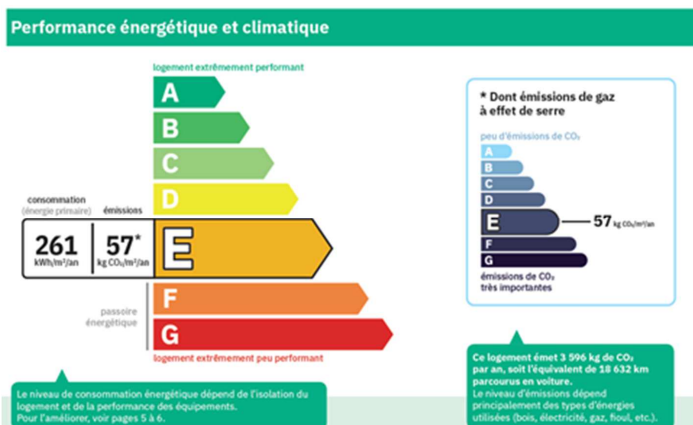 Performance énergétique et climatique
logement extrêmement performant
A
B
C
D
consommation
(énergie primaire)
émissions
261
kWh/m²/an
57*
kg CO₂/m²/an
E
F
G
passoire
énergétique
logement extrêmement peu performant
* Dont émissions de gaz
à effet de serre
peu d'émissions de CO₂
A
B
C
D
E
57 kg CO₂/m²/an
F
G
émissions de CO₂
très importantes
Le niveau de consommation énergétique dépend de l'isolation du
logement et de la performance des équipements.
Pour l'améliorer, voir pages 5 à 6.
Ce logement émet 3 596 kg de CO₂
par an, soit l'équivalent de 18 632 km
parcourus en voiture.
Le niveau d'émissions dépend
principalement des types d'énergies
utilisées (bois, électricité, gaz, fioul, etc.).